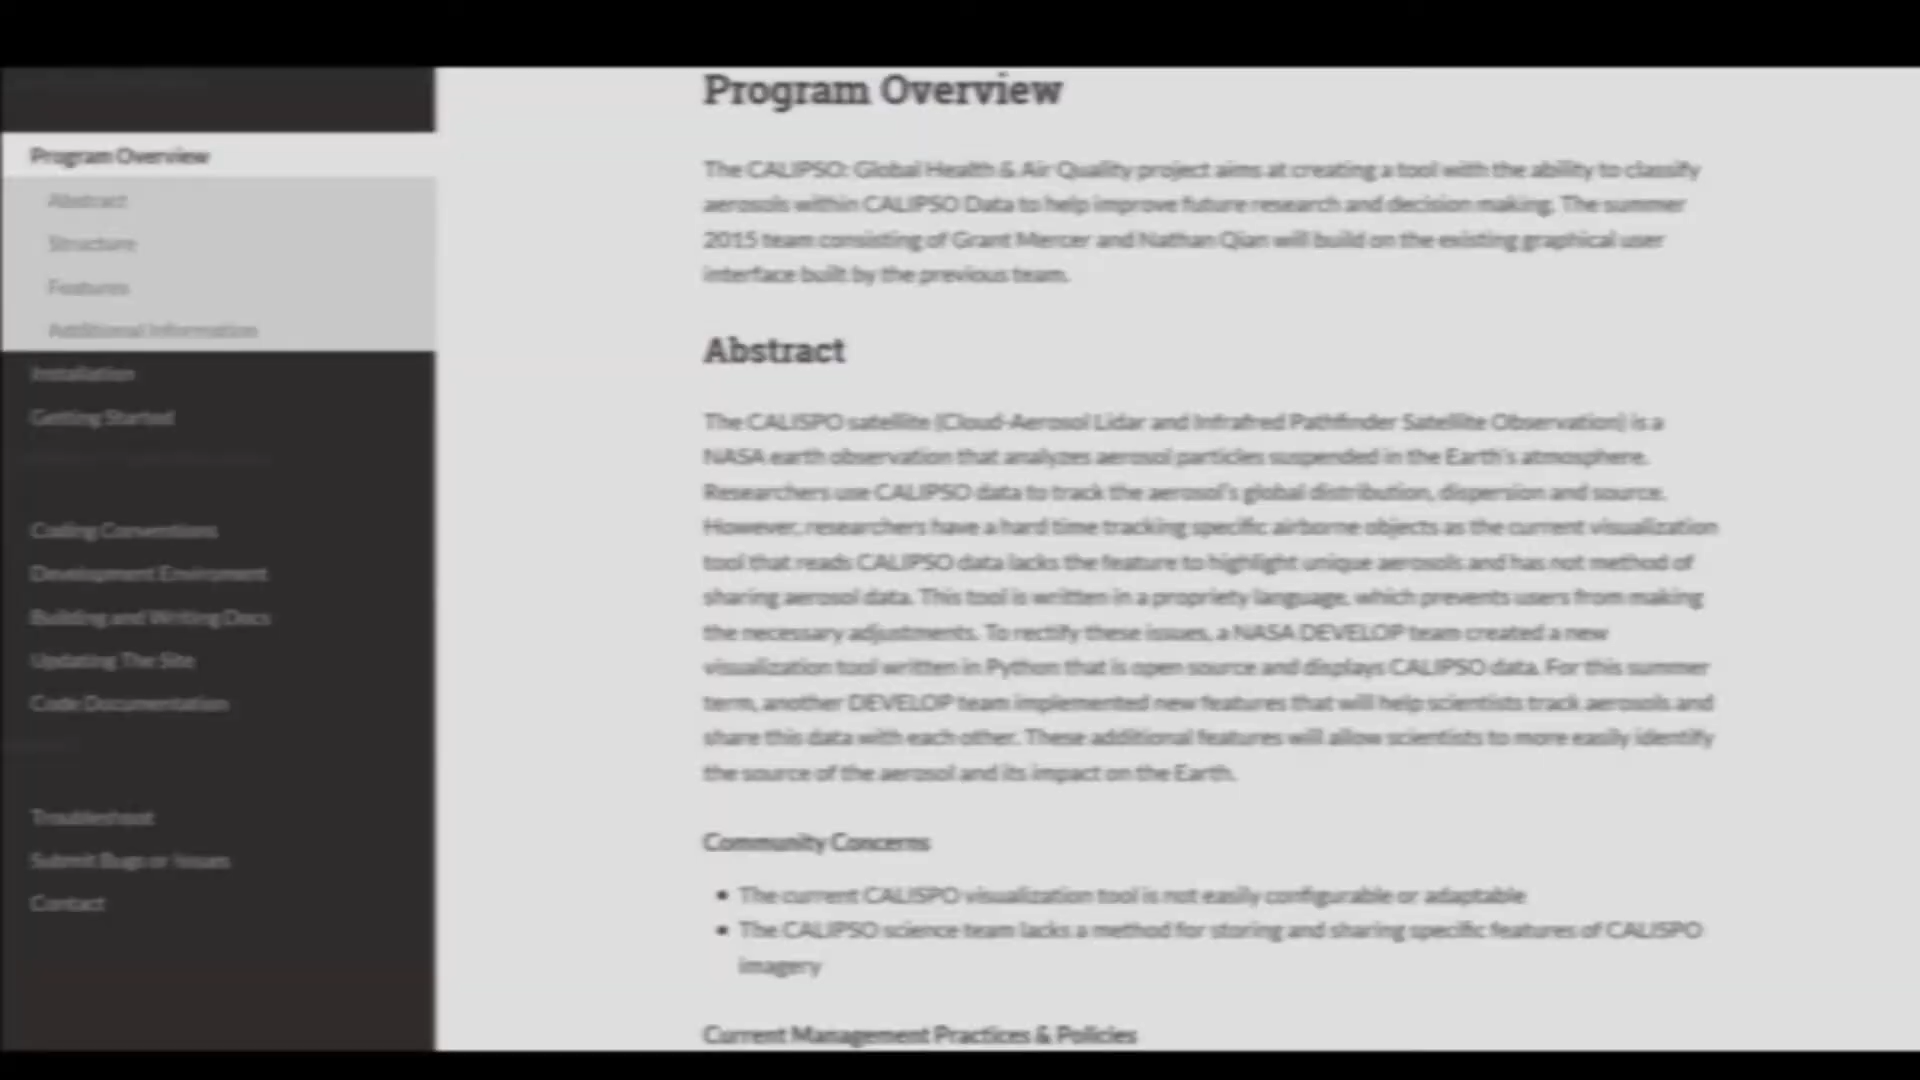 Program Overview
Abstract
Structure
Features
Additional Information
Installation
Getting Started
Coding Conventions
Development Enviroment
Building and Writing Docs
Updating The Site
Code Documentation
Troubleshoot
Submit Bugs or Issues
Contact
Program Overview
The CALIPSO: Global Health & Air Quality project aims at creating a tool with the ability to classify
aerosols within CALIPSO Data to help improve future research and decision making. The summer
2015 team consisting of Grant Mercer and Nathan Qian will build on the existing graphical user
interface built by the previous team.
Abstract
The CALISPO satellite (Cloud-Aerosol Lidar and Infrafred Pathfinder Satellite Observation) is a
NASA earth observation that analyzes aerosol particles suspended in the Earth's atmosphere.
Researchers use CALIPSO data to track the aerosol's global distribution, dispersion and source.
However, researchers have a hard time tracking specific airborne objects as the current visualization
tool that reads CALIPSO data lacks the feature to highlight unique aerosols and has not method of
sharing aerosol data. This tool is written in a propriety language, which prevents users from making
the necessary adjustments. To rectify these issues, a NASA DEVELOP team created a new
visualization tool written in Python that is open source and displays CALIPSO data. For this summer
term, another DEVELOP team implemented new features that will help scientists track aerosols and
share this data with each other. These additional features will allow scientists to more easily identify
the source of the aerosol and its impact on the Earth.
Community Concerns
• The current CALISPO visualization tool is not easily configurable or adaptable
• The CALIPSO science team lacks a method for storing and sharing specific features of CALISPO
imagery
Current Management Practices & Policies